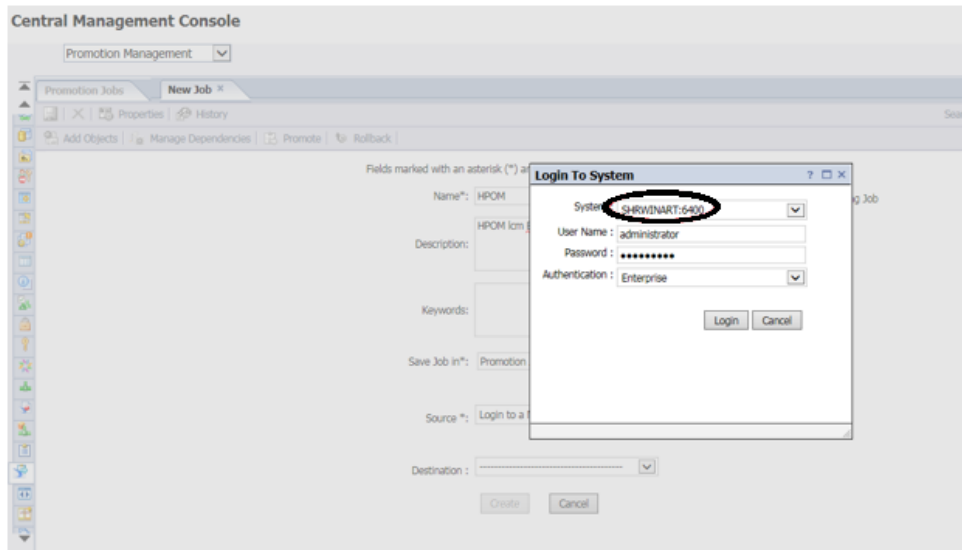 Central Management Console
Promotion Management
Promotion Jobs New Job ×
Properties History Sea
Add Objects Manage Dependencies Promote Rollback
Fields marked with an asterisk (*) ar
Login To System ? ×
Name*: HPOM g Job
System SHRWINART:6400
HPOM lcm
User Name : administrator
Description:
Password : •••••••••
Authentication : Enterprise
Login Cancel
Keywords:
Save Job in*: Promotion
Source *: Login to a
Destination :
Create Cancel